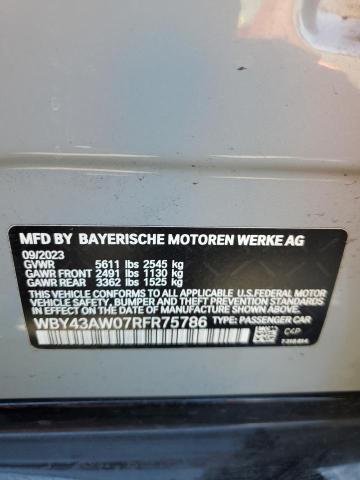 MFD BY BAYERISCHE MOTOREN WERKE AG
09/2023
GVWR 5611 lbs 2545 kg
GAWR FRONT 2491 lbs 1130 kg
GAWR REAR 3362 lbs 1525 kg
THIS VEHICLE CONFORMS TO ALL APPLICABLE U.S. FEDERAL
MOTOR VEHICLE SAFETY, BUMPER, AND THEFT
PREVENTION STANDARDS IN EFFECT ON THE DATE OF
MANUFACTURE SHOWN ABOVE.
WBY43AW07RFR75786 TYPE: PASSENGER CAR
C4P